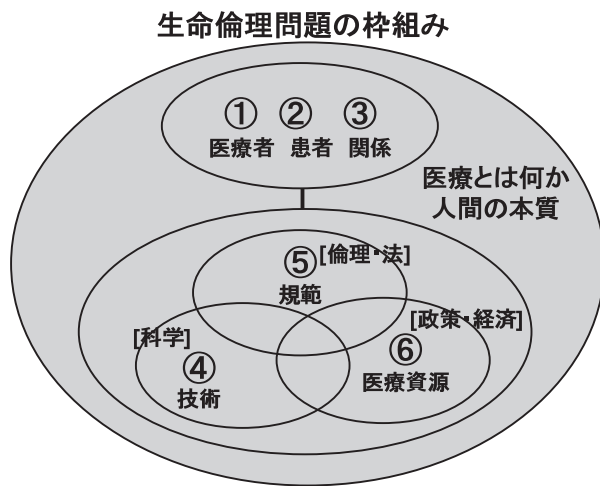 生命倫理問題の枠組み
① ② ③
医療者 患者 関係
医療とは何か
人間の本質
⑤ [倫理・法]
規範
[科学]
④
技術
[政策・経済]
⑥
医療資源